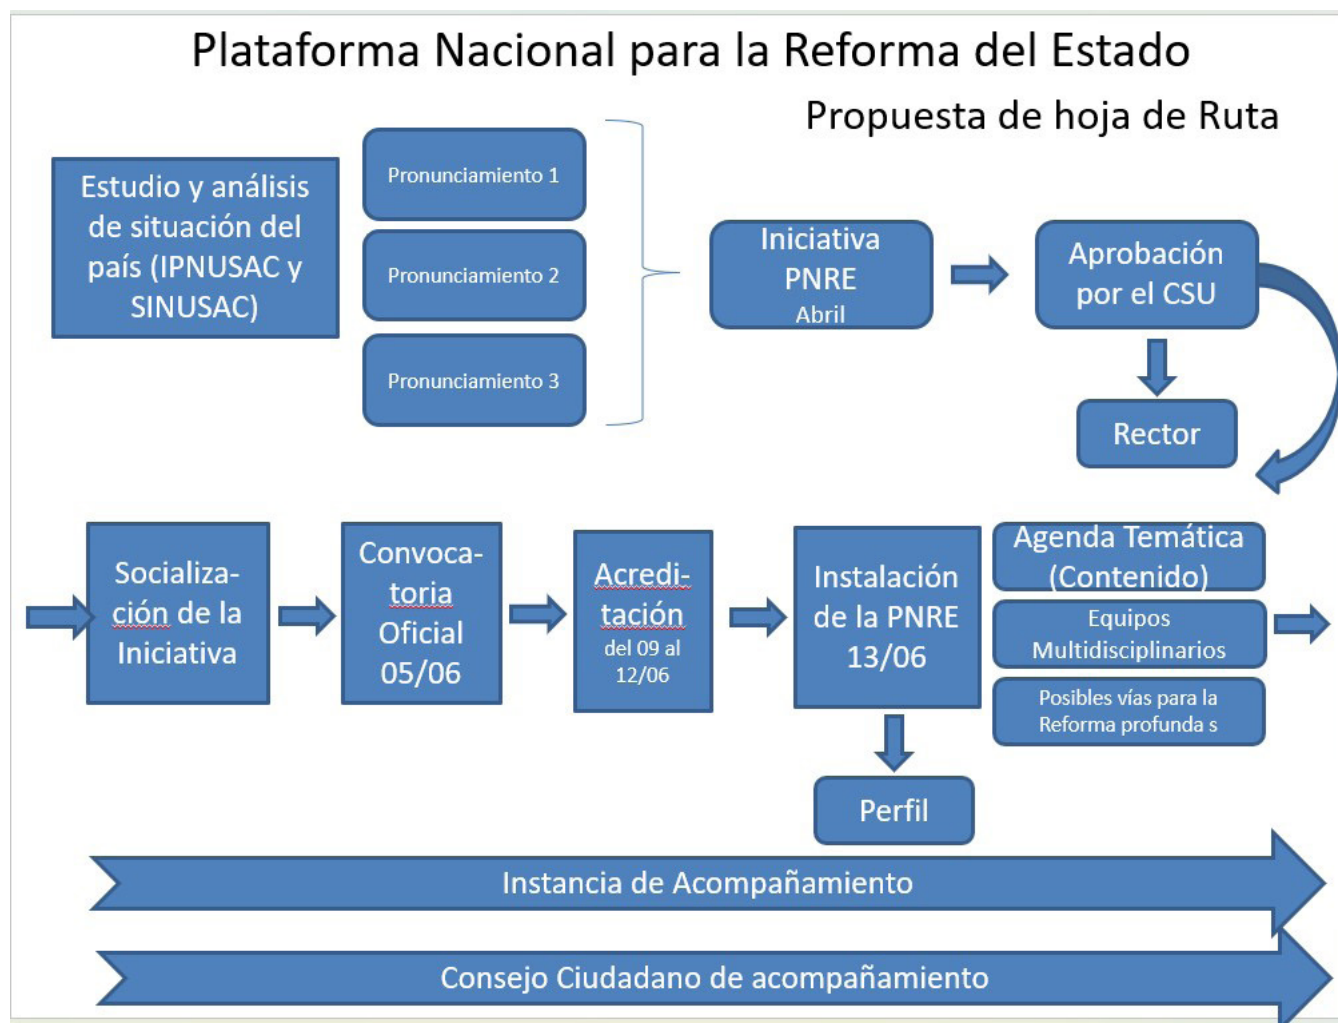 Plataforma Nacional para la Reforma del Estado
Propuesta de hoja de Ruta
Estudio y análisis
de situación del
país (IPNUSAC y
SINUSAC)
Pronunciamiento 1
Pronunciamiento 2
Pronunciamiento 3
Iniciativa
PNRE
Abril
Aprobación
por el CSU
Rector
Socializa-
ción de la
Iniciativa
Convoca-
toria
Oficial
05/06
Acredi-
tación
del 09 al
12/06
Instalación
de la PNRE
13/06
Perfil
Agenda Temática
(Contenido)
Equipos
Multidisciplinarios
Posibles vías para la
Reforma profunda s
Instancia de Acompañamiento
Consejo Ciudadano de acompañamiento